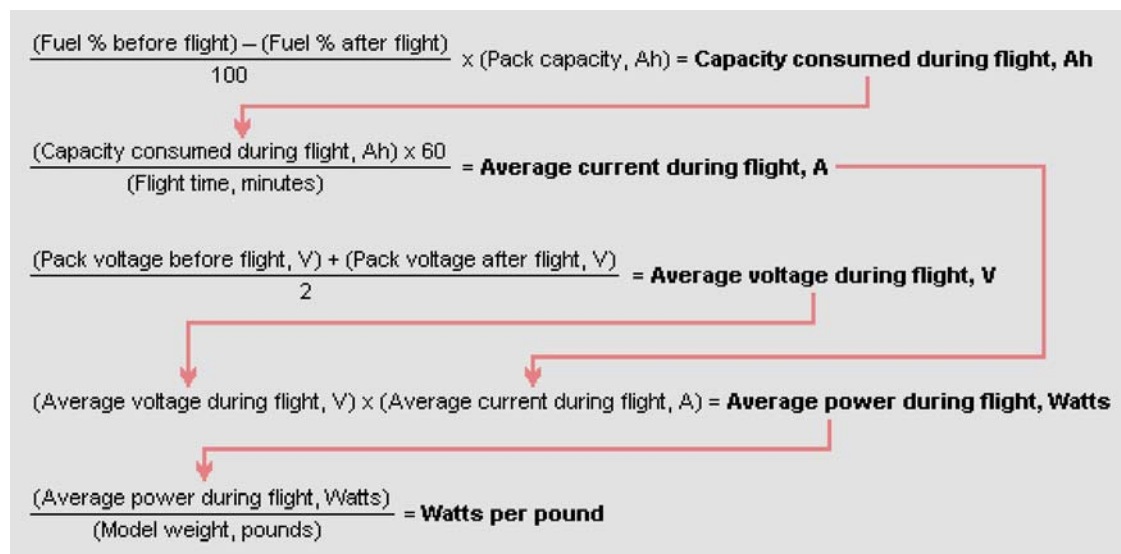 (Fuel % before flight) – (Fuel % after flight)
100
x (Pack capacity, Ah) = Capacity consumed during flight, Ah
(Capacity consumed during flight, Ah) x 60
(Flight time, minutes)
= Average current during flight, A
(Pack voltage before flight, V) + (Pack voltage after flight, V)
2
= Average voltage during flight, V
(Average voltage during flight, V) x (Average current during flight, A) = Average power during flight, Watts
(Average power during flight, Watts)
(Model weight, pounds)
= Watts per pound